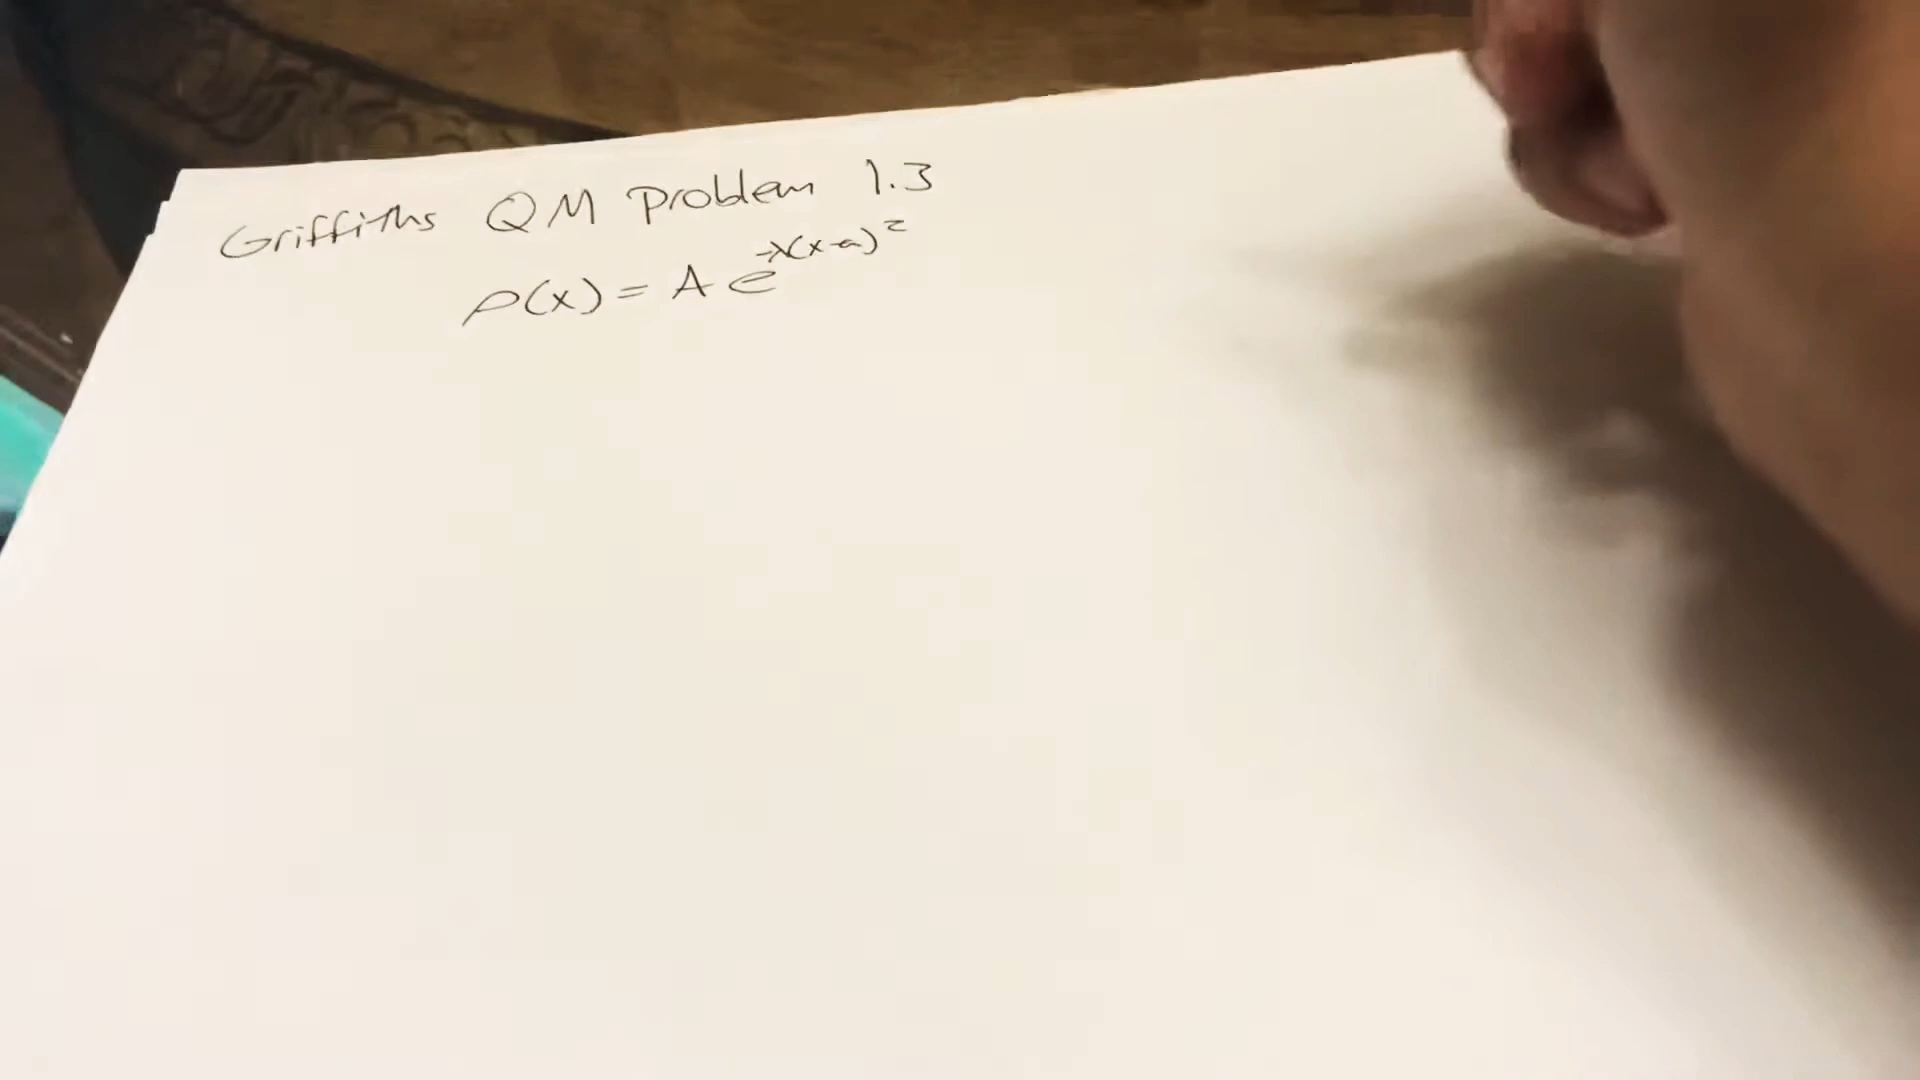 Griffiths QM Problem 1.3
ρ(x) = A e^{-λ(x-a)^2}